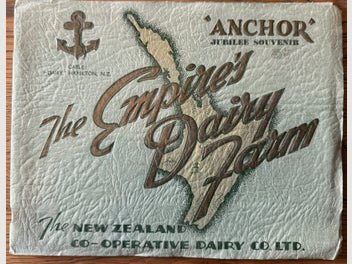 "ANCHOR"
JUBILEE SOUVENIR
CABLE
"DAIRY" HAMILTON, N.Z.
The Empire's
Dairy
Farm
The NEW ZEALAND
CO-OPERATIVE DAIRY CO. LTD.